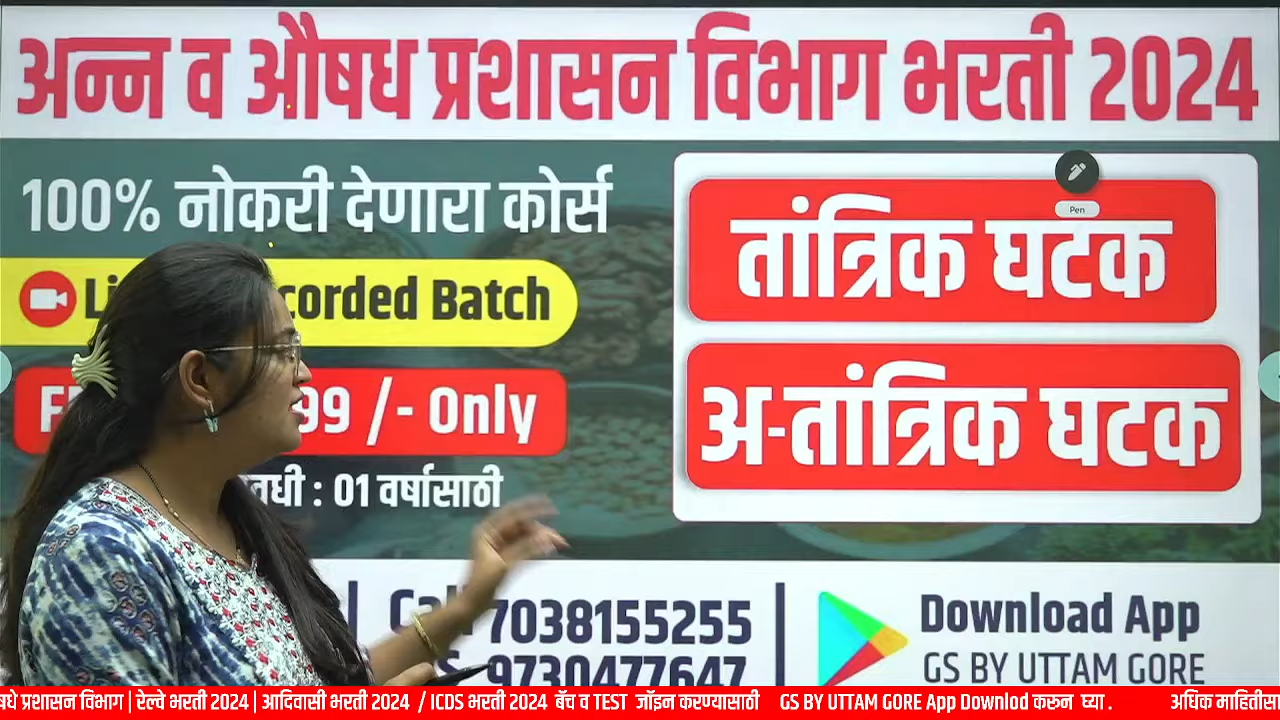 अन्न व औषध प्रशासन विभाग भरती 2024
100% नोकरी देणारा कोर्स
Batch
/- Only
: 01 वर्षासाठी
तांत्रिक घटक
Pen
अ-तांत्रिक घटक
7038155255
9730477647
Download App
GS BY UTTAM GORE
प्रशासन विभाग | रेल्वे भरती 2024 | आदिवासी भरती 2024 / ICDS भरती 2024 बॅच व TEST जॉइन करण्यासाठी GS BY UTTAM GORE App Downlod करून घ्या . अधिक